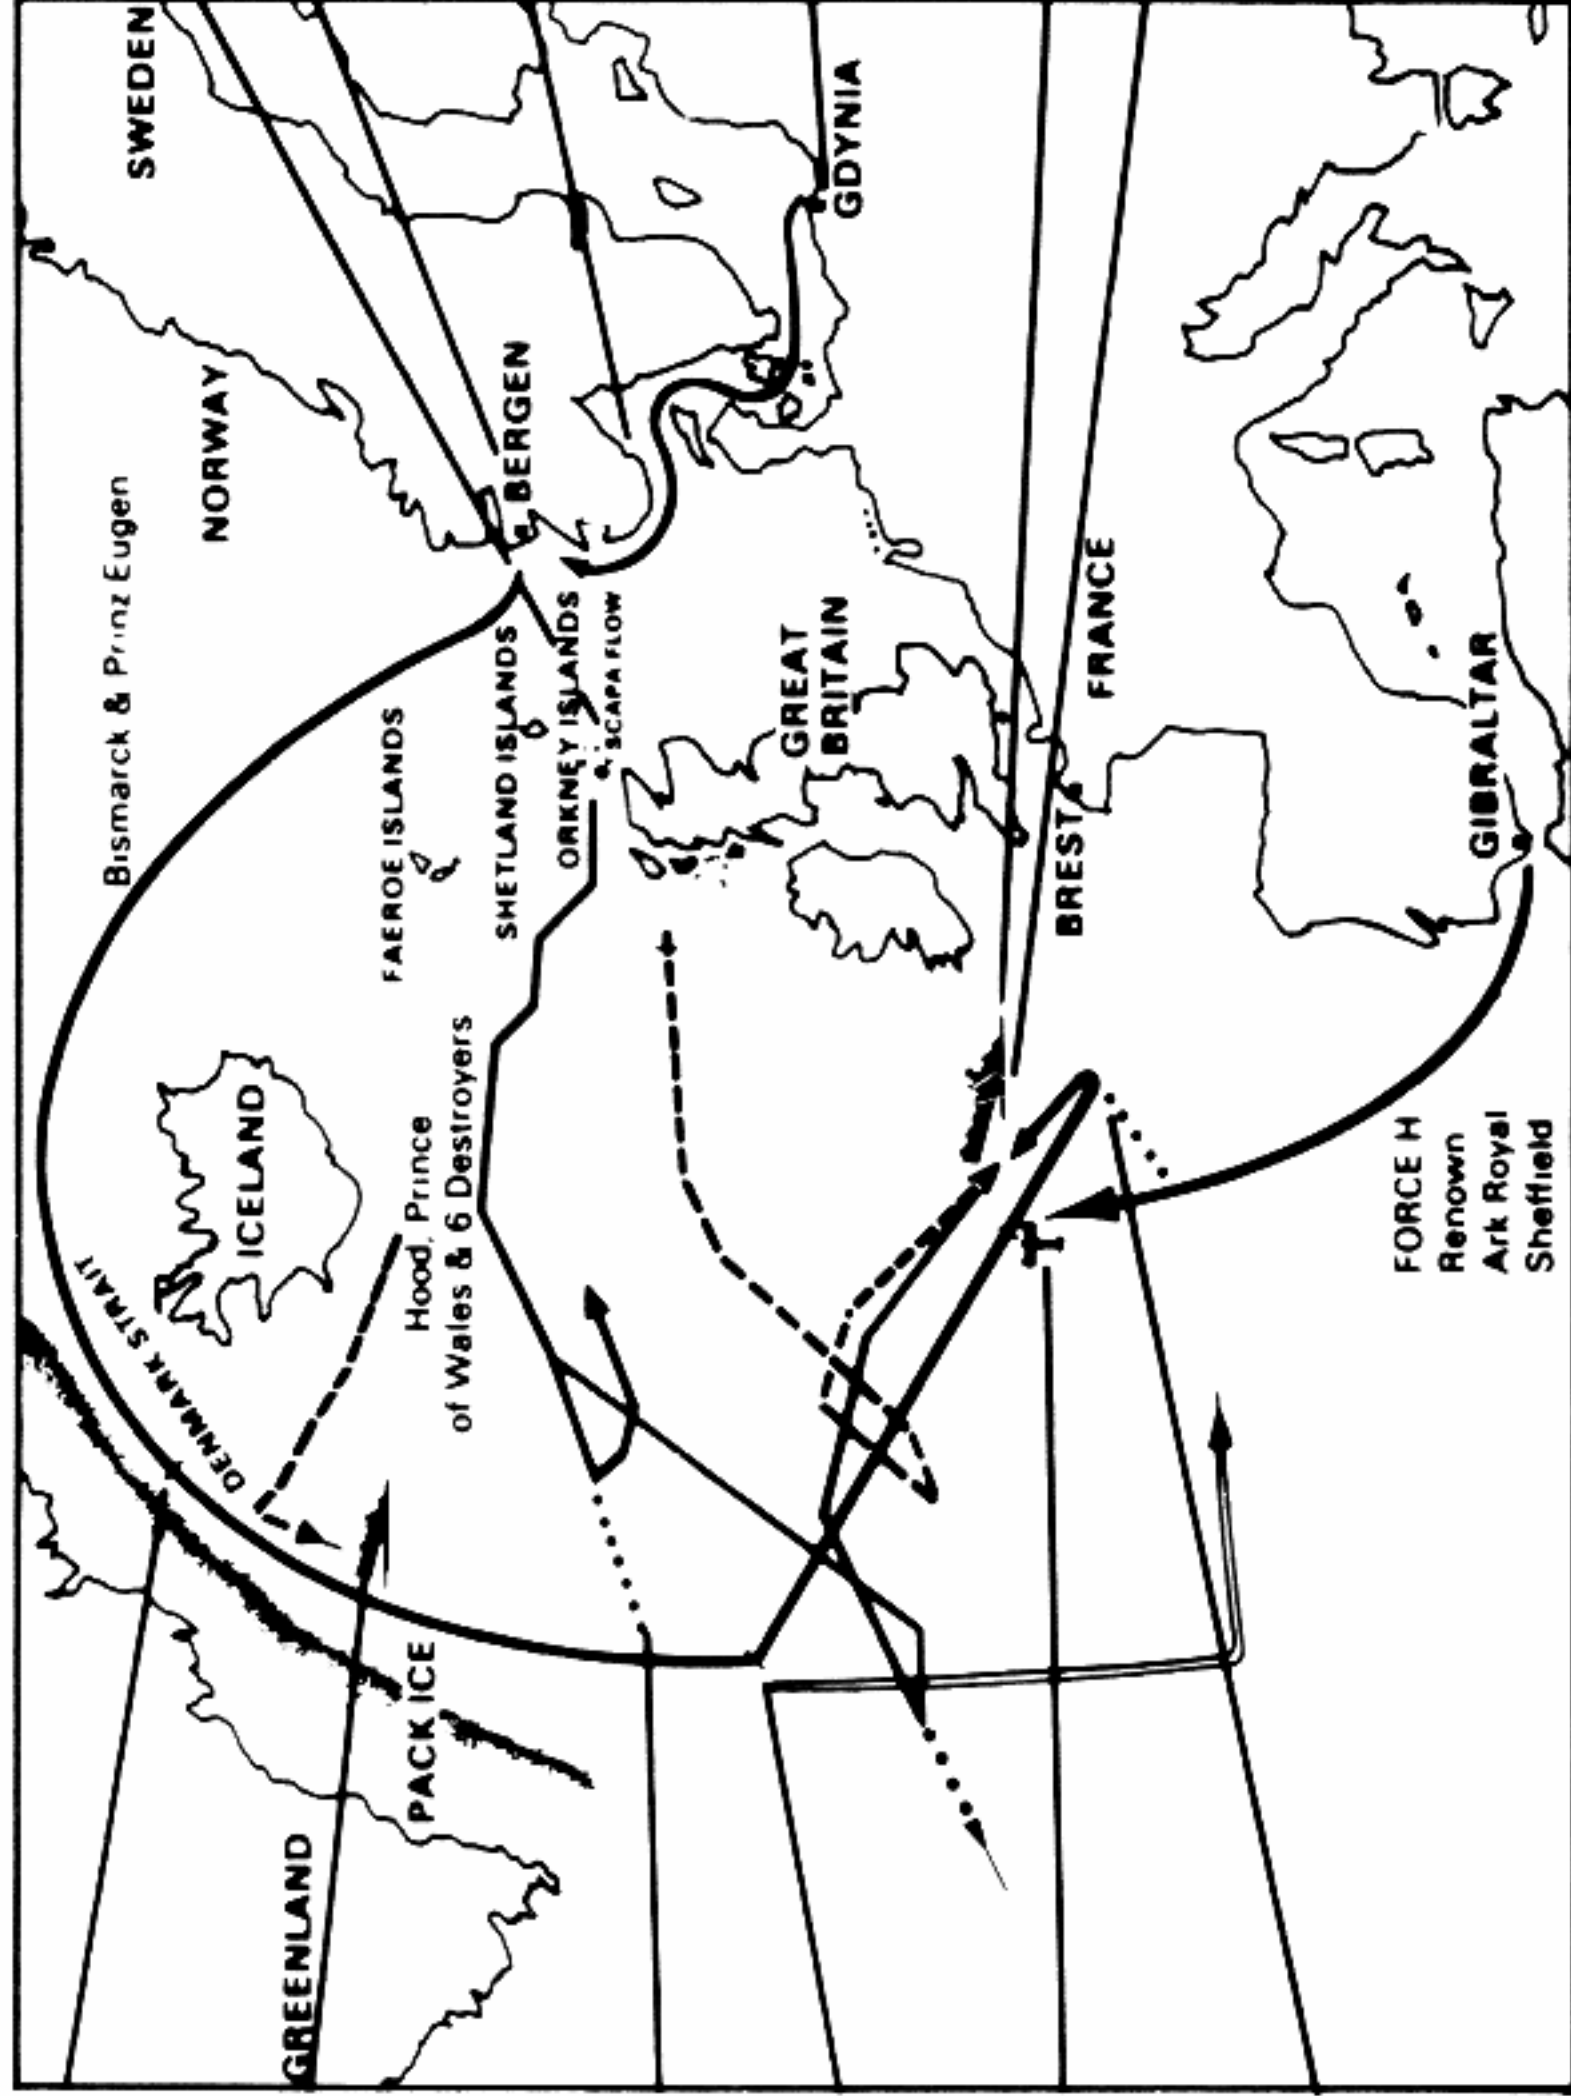 GREENLAND
PACK ICE
DENMARK STRAIT
ICELAND
Hood, Prince
of Wales & 6 Destroyers
Bismarck & Prinz Eugen
FAEROE ISLANDS
SHETLAND ISLANDS
ORKNEY ISLANDS
SCAPA FLOW
NORWAY
SWEDEN
BERGEN
GDYNIA
GREAT
BRITAIN
FRANCE
BREST
GIBRALTAR
FORCE H
Renown
Ark Royal
Sheffield